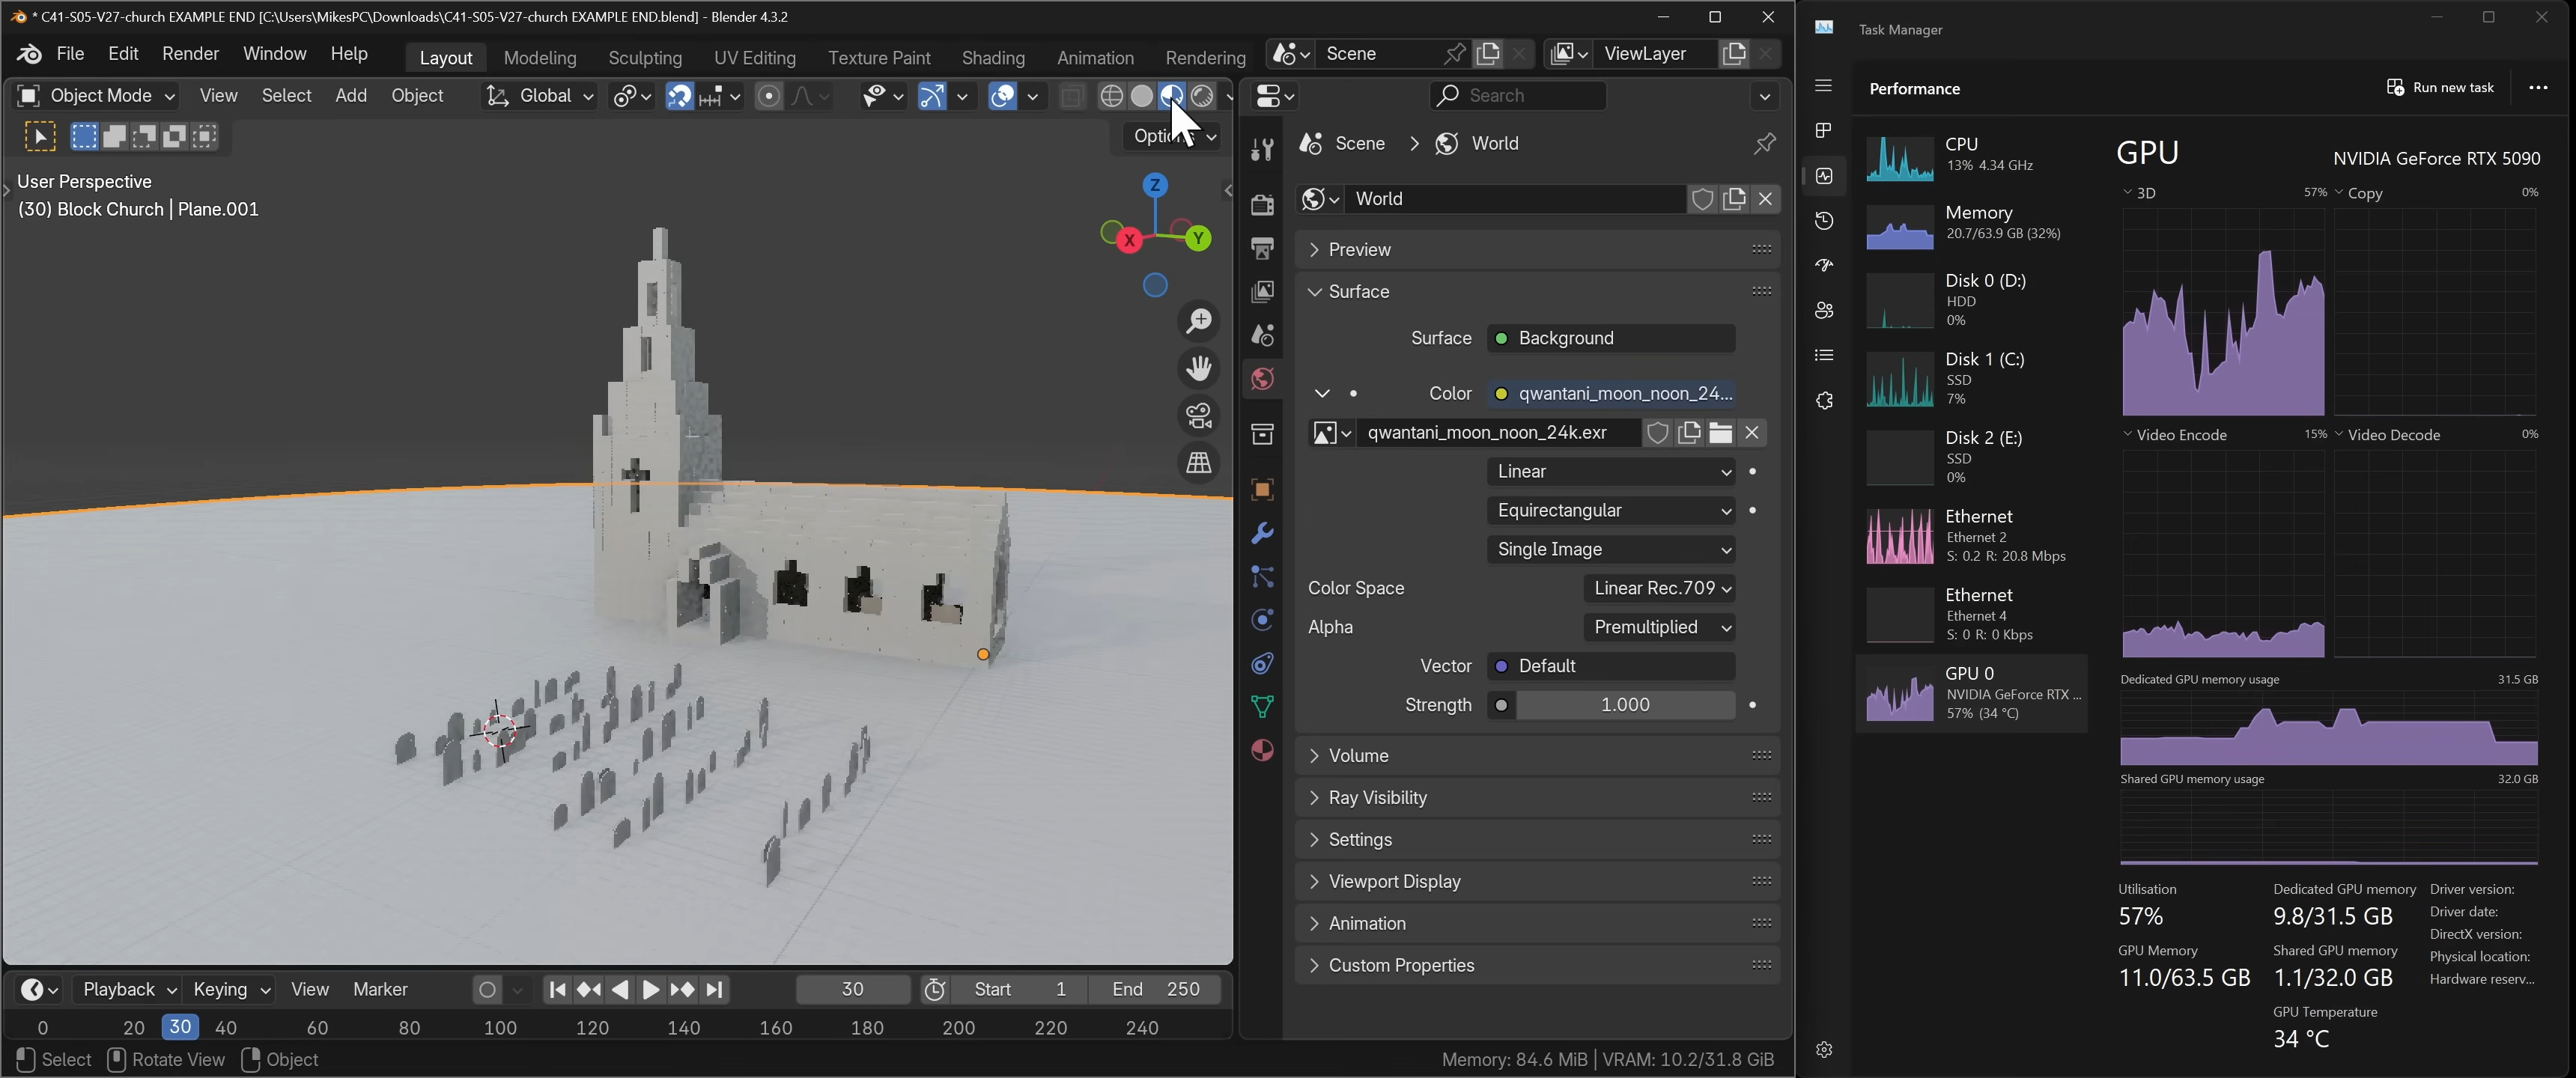 * C41-S05-V27-church EXAMPLE END [C:\Users\MikesPC\Downloads\C41-S05-V27-church EXAMPLE END.blend] - Blender 4.3.2
File Edit Render Window Help Layout Modeling Sculpting UV Editing Texture Paint Shading Animation Rendering Scene ViewLayer
Object Mode View Select Add Object Global
Search
User Perspective
(30) Block Church | Plane.001
Z
X
Y
Scene World
World
Preview
Surface
Surface Background
Color qwantani_moon_noon_24...
qwantani_moon_noon_24k.exr
Linear
Equirectangular
Single Image
Color Space Linear Rec.709
Alpha Premultiplied
Vector Default
Strength 1.000
Volume
Ray Visibility
Settings
Viewport Display
Animation
Custom Properties
Playback Keying View Marker 30 Start 1 End 250
0 20 30 40 60 80 100 120 140 160 180 200 220 240
Select Rotate View Object
Memory: 84.6 MiB | VRAM: 10.2/31.8 GiB
Task Manager
Performance Run new task
CPU
13% 4.34 GHz
Memory
20.7/63.9 GB (32%)
Disk 0 (D:)
HDD
0%
Disk 1 (C:)
SSD
7%
Disk 2 (E:)
SSD
0%
Ethernet
Ethernet 2
S: 0.2 R: 20.8 Mbps
Ethernet
Ethernet 4
S: 0 R: 0 Kbps
GPU 0
NVIDIA GeForce RTX ...
57% (34 °C)
GPU NVIDIA GeForce RTX 5090
3D 57% Copy 0%
Video Encode 15% Video Decode 0%
Dedicated GPU memory usage 31.5 GB
Shared GPU memory usage 32.0 GB
Utilisation
57%
GPU Memory
11.0/63.5 GB
Dedicated GPU memory
9.8/31.5 GB
Shared GPU memory
1.1/32.0 GB
GPU Temperature
34 °C
Driver version:
Driver date:
DirectX version:
Physical location:
Hardware reserv...